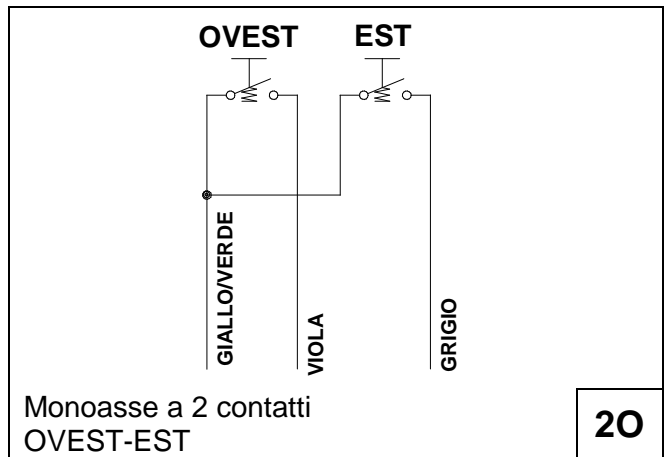 OVEST EST
GIALLO/VERDE
VIOLA
GRIGIO
Monoasse a 2 contatti
OVEST-EST
2O